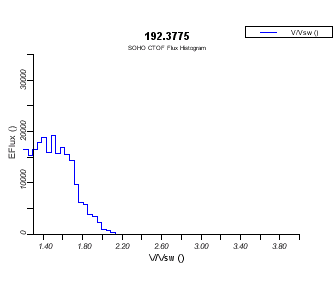 192.3775
SOHO CTOF Flux Histogram
V/Vsw ()
EFlux ()
30000
20000
10000
0
1.40 1.80 2.20 2.60 3.00 3.40 3.80
V/Vsw ()